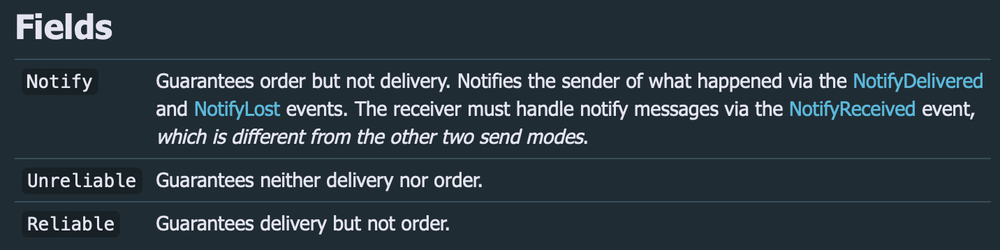 Fields
Notify Guarantees order but not delivery. Notifies the sender of what happened via the NotifyDelivered
and NotifyLost events. The receiver must handle notify messages via the NotifyReceived event,
which is different from the other two send modes.
Unreliable Guarantees neither delivery nor order.
Reliable Guarantees delivery but not order.